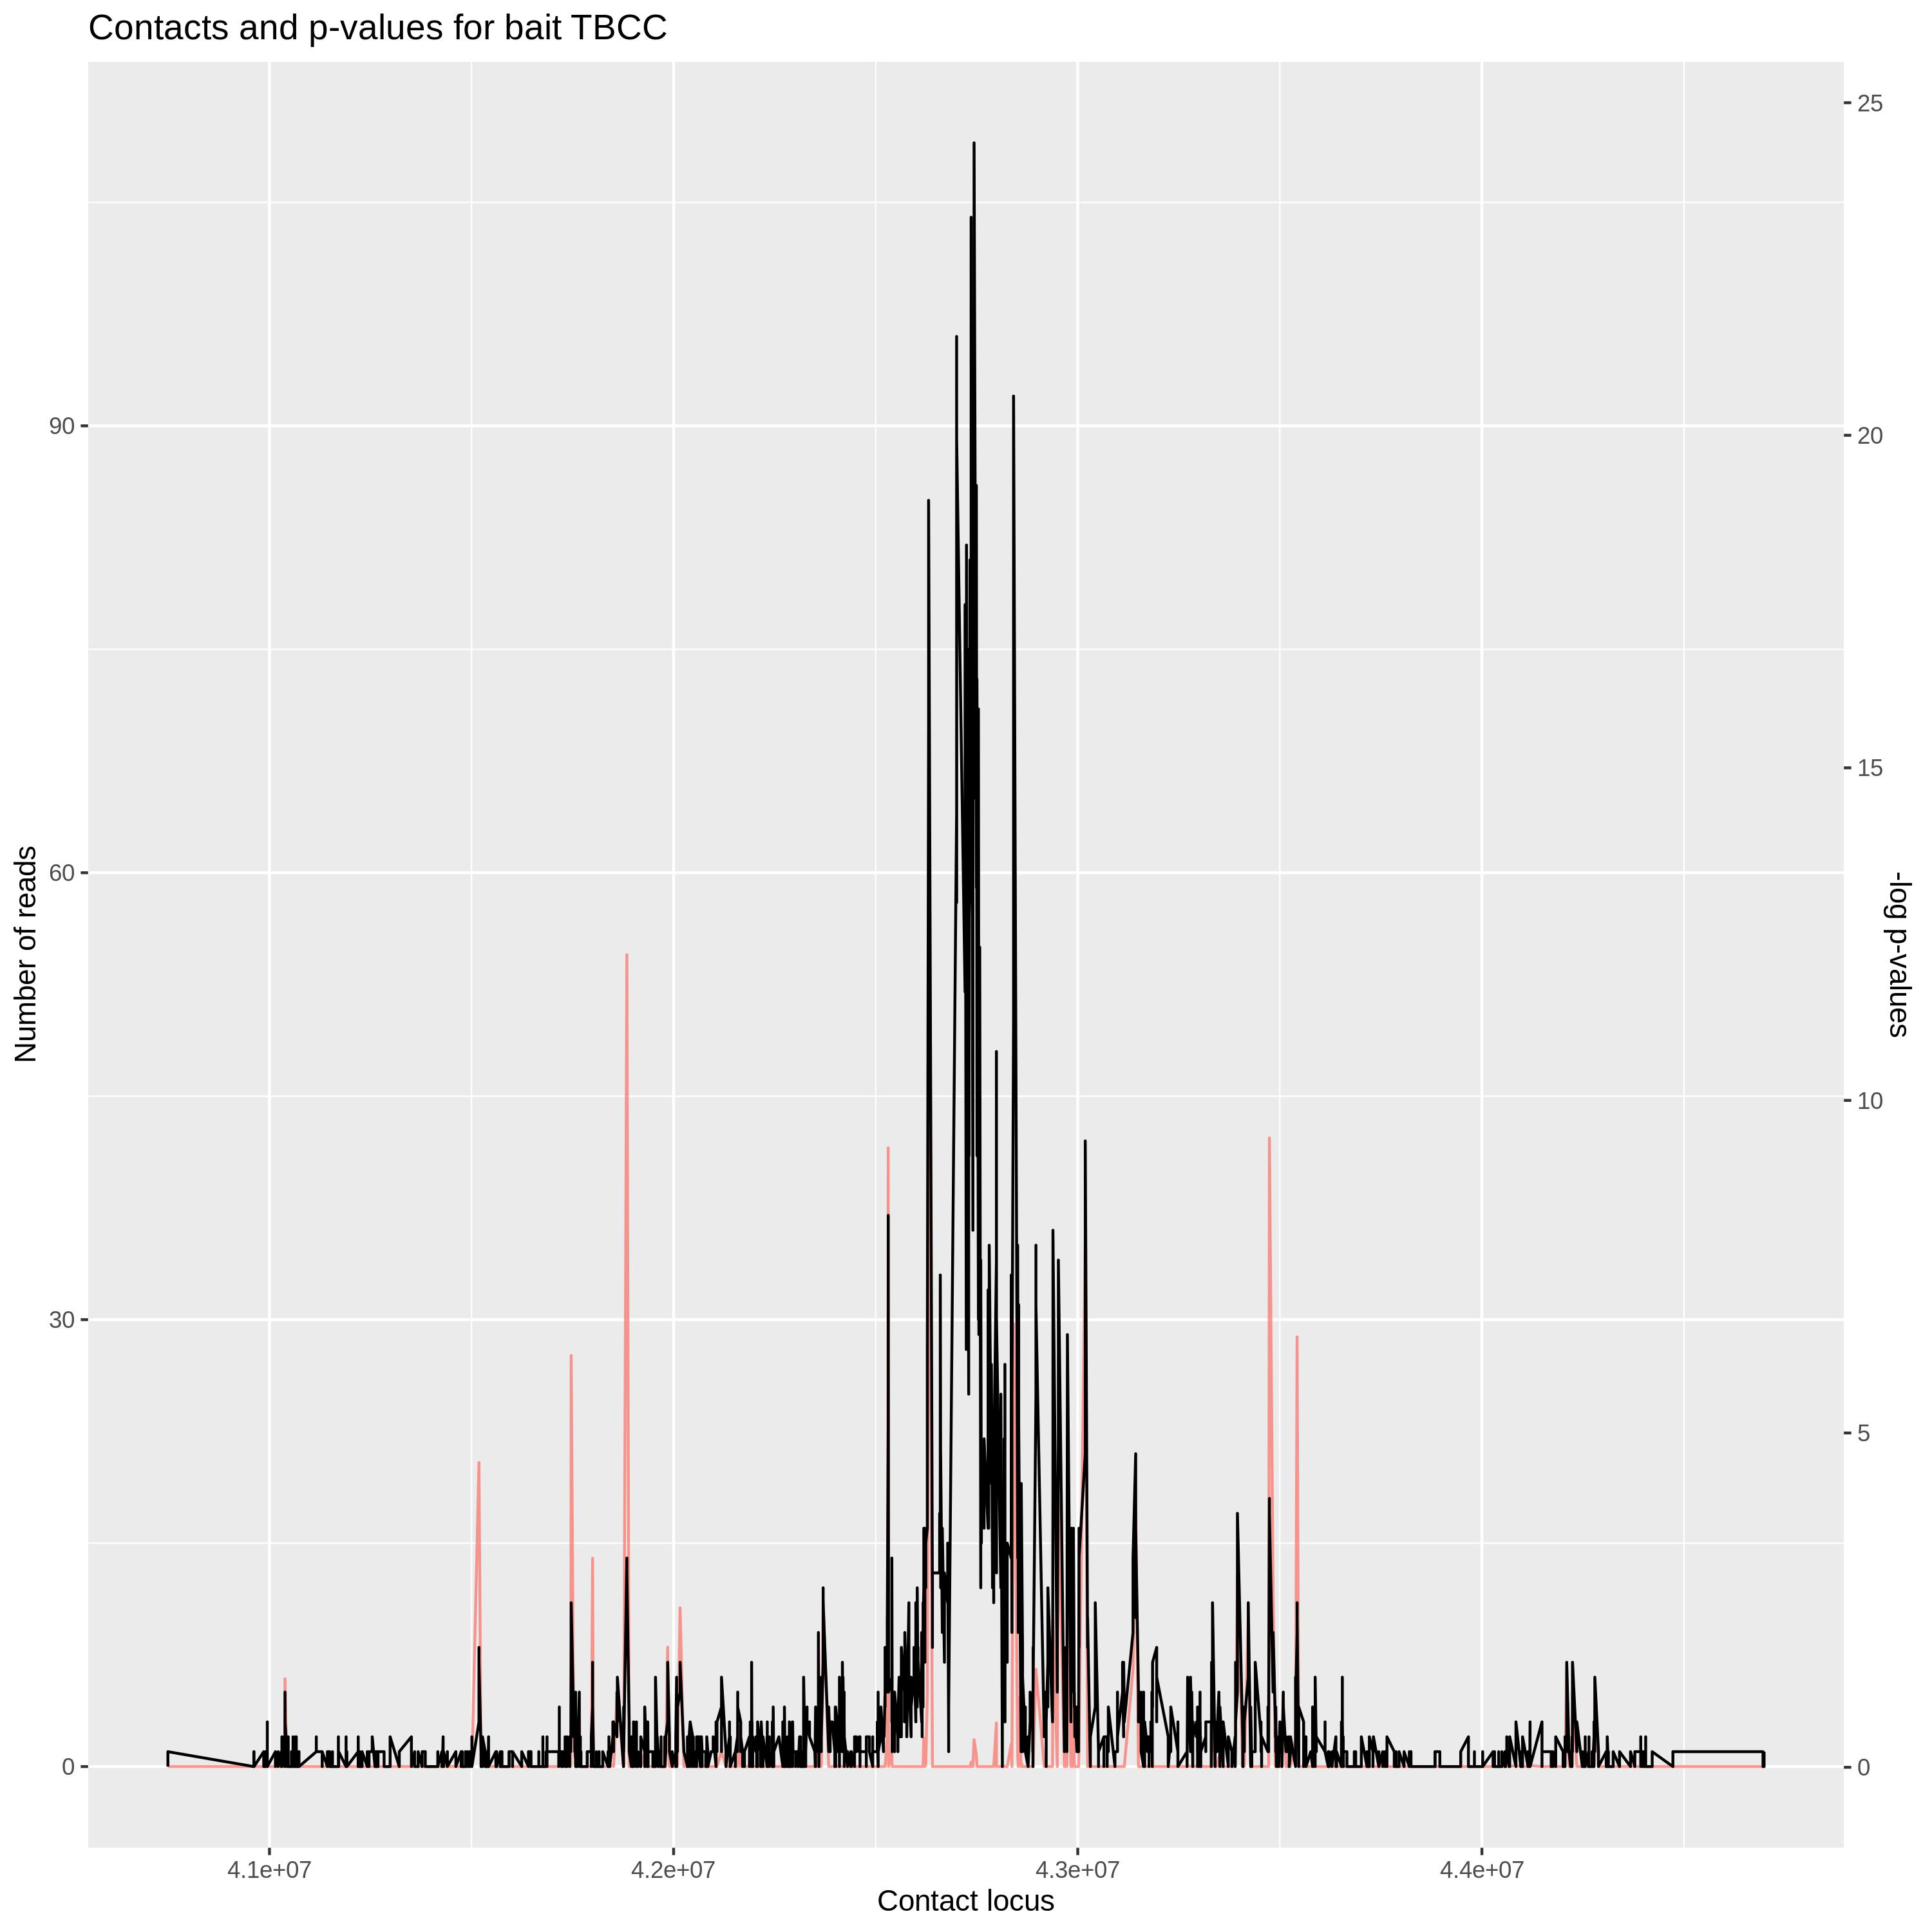 Contacts and p-values for bait TBCC
25
20
15
10
5
0
90
60
30
0
Number of reads
-log p-values
4.1e+07
4.2e+07
4.3e+07
4.4e+07
Contact locus